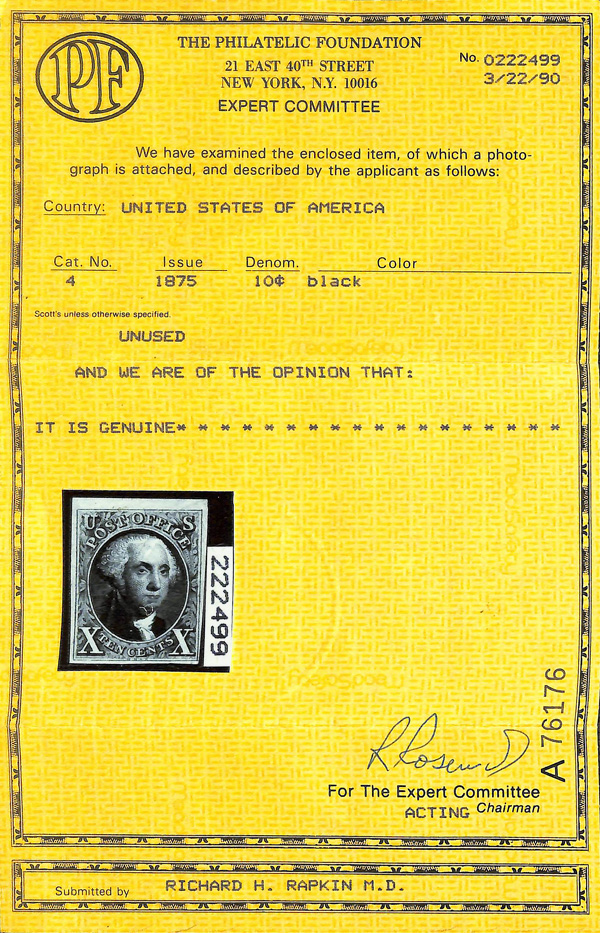 PF
THE PHILATELIC FOUNDATION
21 EAST 40TH STREET
NEW YORK, N.Y. 10016
EXPERT COMMITTEE
No. 0222499
3/22/90
We have examined the enclosed item, of which a photo-
graph is attached, and described by the applicant as follows:
Country: UNITED STATES OF AMERICA
Cat. No. Issue Denom. Color
4 1875 10¢ black
Scott's unless otherwise specified.
UNUSED
AND WE ARE OF THE OPINION THAT:
IT IS GENUINE* * * * * * * * * * * * * * * * * *
U S
POST OFFICE
X TEN CENTS X
222499
For The Expert Committee
ACTING Chairman
A 76176
Submitted by RICHARD H. RAPKIN M.D.